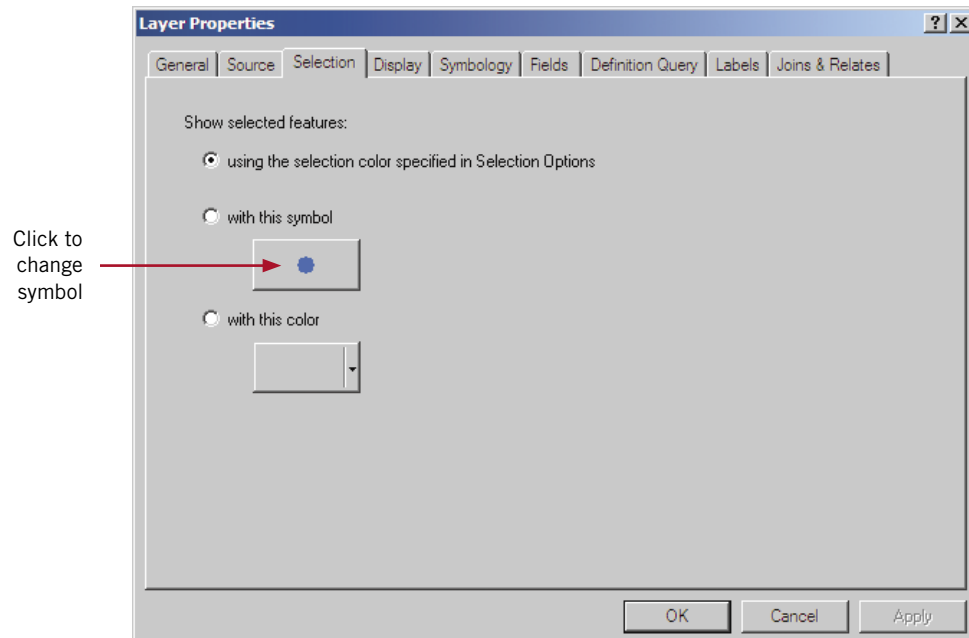 Layer Properties
General Source Selection Display Symbology Fields Definition Query Labels Joins & Relates
Show selected features:
using the selection color specified in Selection Options
with this symbol
Click to
change
symbol
with this color
OK Cancel Apply